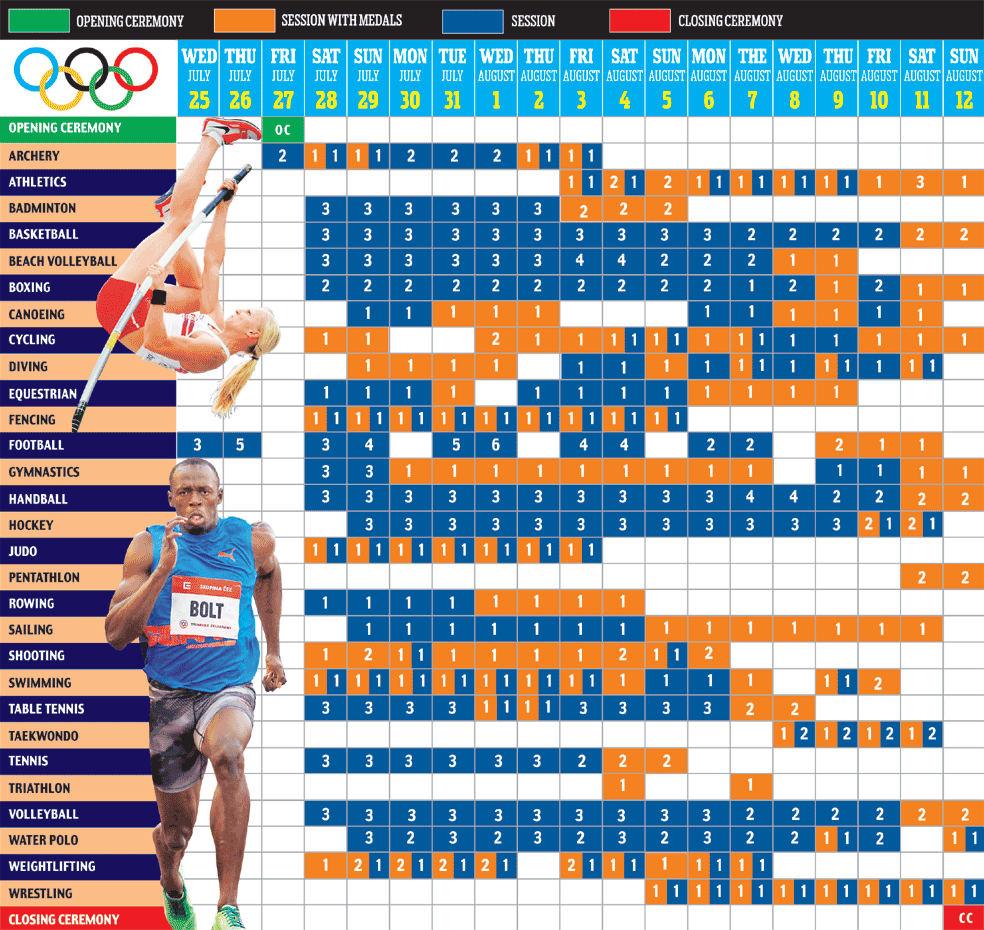 OPENING CEREMONY SESSION WITH MEDALS SESSION CLOSING CEREMONY
WED THU FRI SAT SUN MON TUE WED THU FRI SAT SUN MON THE WED THU FRI SAT SUN
JULY JULY JULY JULY JULY JULY JULY AUGUST AUGUST AUGUST AUGUST AUGUST AUGUST AUGUST AUGUST AUGUST AUGUST AUGUST AUGUST
25 26 27 28 29 30 31 1 2 3 4 5 6 7 8 9 10 11 12
OPENING CEREMONY OC
ARCHERY 2 1 1 1 1 2 2 2 1 1 1 1
ATHLETICS 1 1 2 1 2 1 1 1 1 1 1 1 1 1 3 1
BADMINTON 3 3 3 3 3 3 2 2 2
BASKETBALL 3 3 3 3 3 3 3 3 3 3 2 2 2 2 2 2
BEACH VOLLEYBALL 3 3 3 3 3 3 4 4 2 2 2 1 1
BOXING 2 2 2 2 2 2 2 2 2 2 1 2 1 2 1 1
CANOEING 1 1 1 1 1 1 1 1 1 1 1
CYCLING 1 1 2 1 1 1 1 1 1 1 1 1 1 1 1 1 1
DIVING 1 1 1 1 1 1 1 1 1 1 1 1 1 1 1 1 1
EQUESTRIAN 1 1 1 1 1 1 1 1 1 1 1 1
FENCING 1 1 1 1 1 1 1 1 1 1 1 1 1 1 1 1 1 1
FOOTBALL 3 5 3 4 5 6 4 4 2 2 2 1 1
GYMNASTICS 3 3 1 1 1 1 1 1 1 1 1 1 1 1 1
HANDBALL 3 3 3 3 3 3 3 3 3 3 4 4 2 2 2 2
HOCKEY 3 3 3 3 3 3 3 3 3 3 3 3 2 1 2 1
JUDO 1 1 1 1 1 1 1 1 1 1 1 1 1 1
BOLT
PENTATHLON 2 2
ROWING 1 1 1 1 1 1 1 1
SAILING 1 1 1 1 1 1 1 1 1 1 1 1 1 1
SHOOTING 1 2 1 1 1 1 1 1 2 1 1 2
SWIMMING 1 1 1 1 1 1 1 1 1 1 1 1 1 1 1 1 1 1 1 1 2
TABLE TENNIS 3 3 3 3 1 1 1 1 3 3 3 3 2 2
TAEKWONDO 1 2 1 2 1 2 1 2
TENNIS 3 3 3 3 3 3 2 2 2
TRIATHLON 1 1
VOLLEYBALL 3 3 3 3 3 3 3 3 3 3 2 2 2 2 2 2
WATER POLO 3 2 3 2 3 2 3 2 3 2 2 1 1 2 1 1
WEIGHTLIFTING 1 2 1 2 1 2 1 2 1 2 1 1 1 1 1 1 1 1 1
WRESTLING 1 1 1 1 1 1 1 1 1 1 1 1 1 1 1 1
CLOSING CEREMONY CC